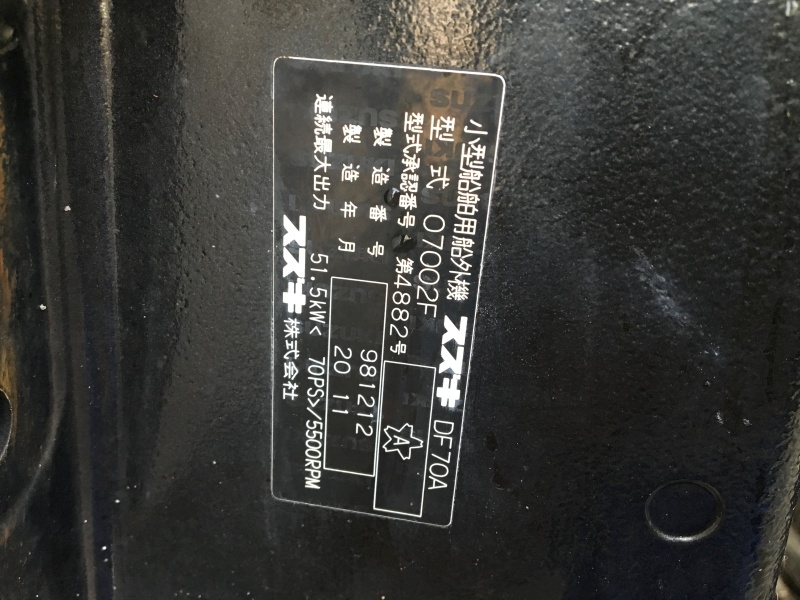 小型船舶用船外機 スズキ DF70A
型式 07002F
型式承認番号 第4882号 A
製造番号 981212
製造年月 20 11
連続最大出力 51.5kW< 70PS>/5500RPM
スズキ株式会社